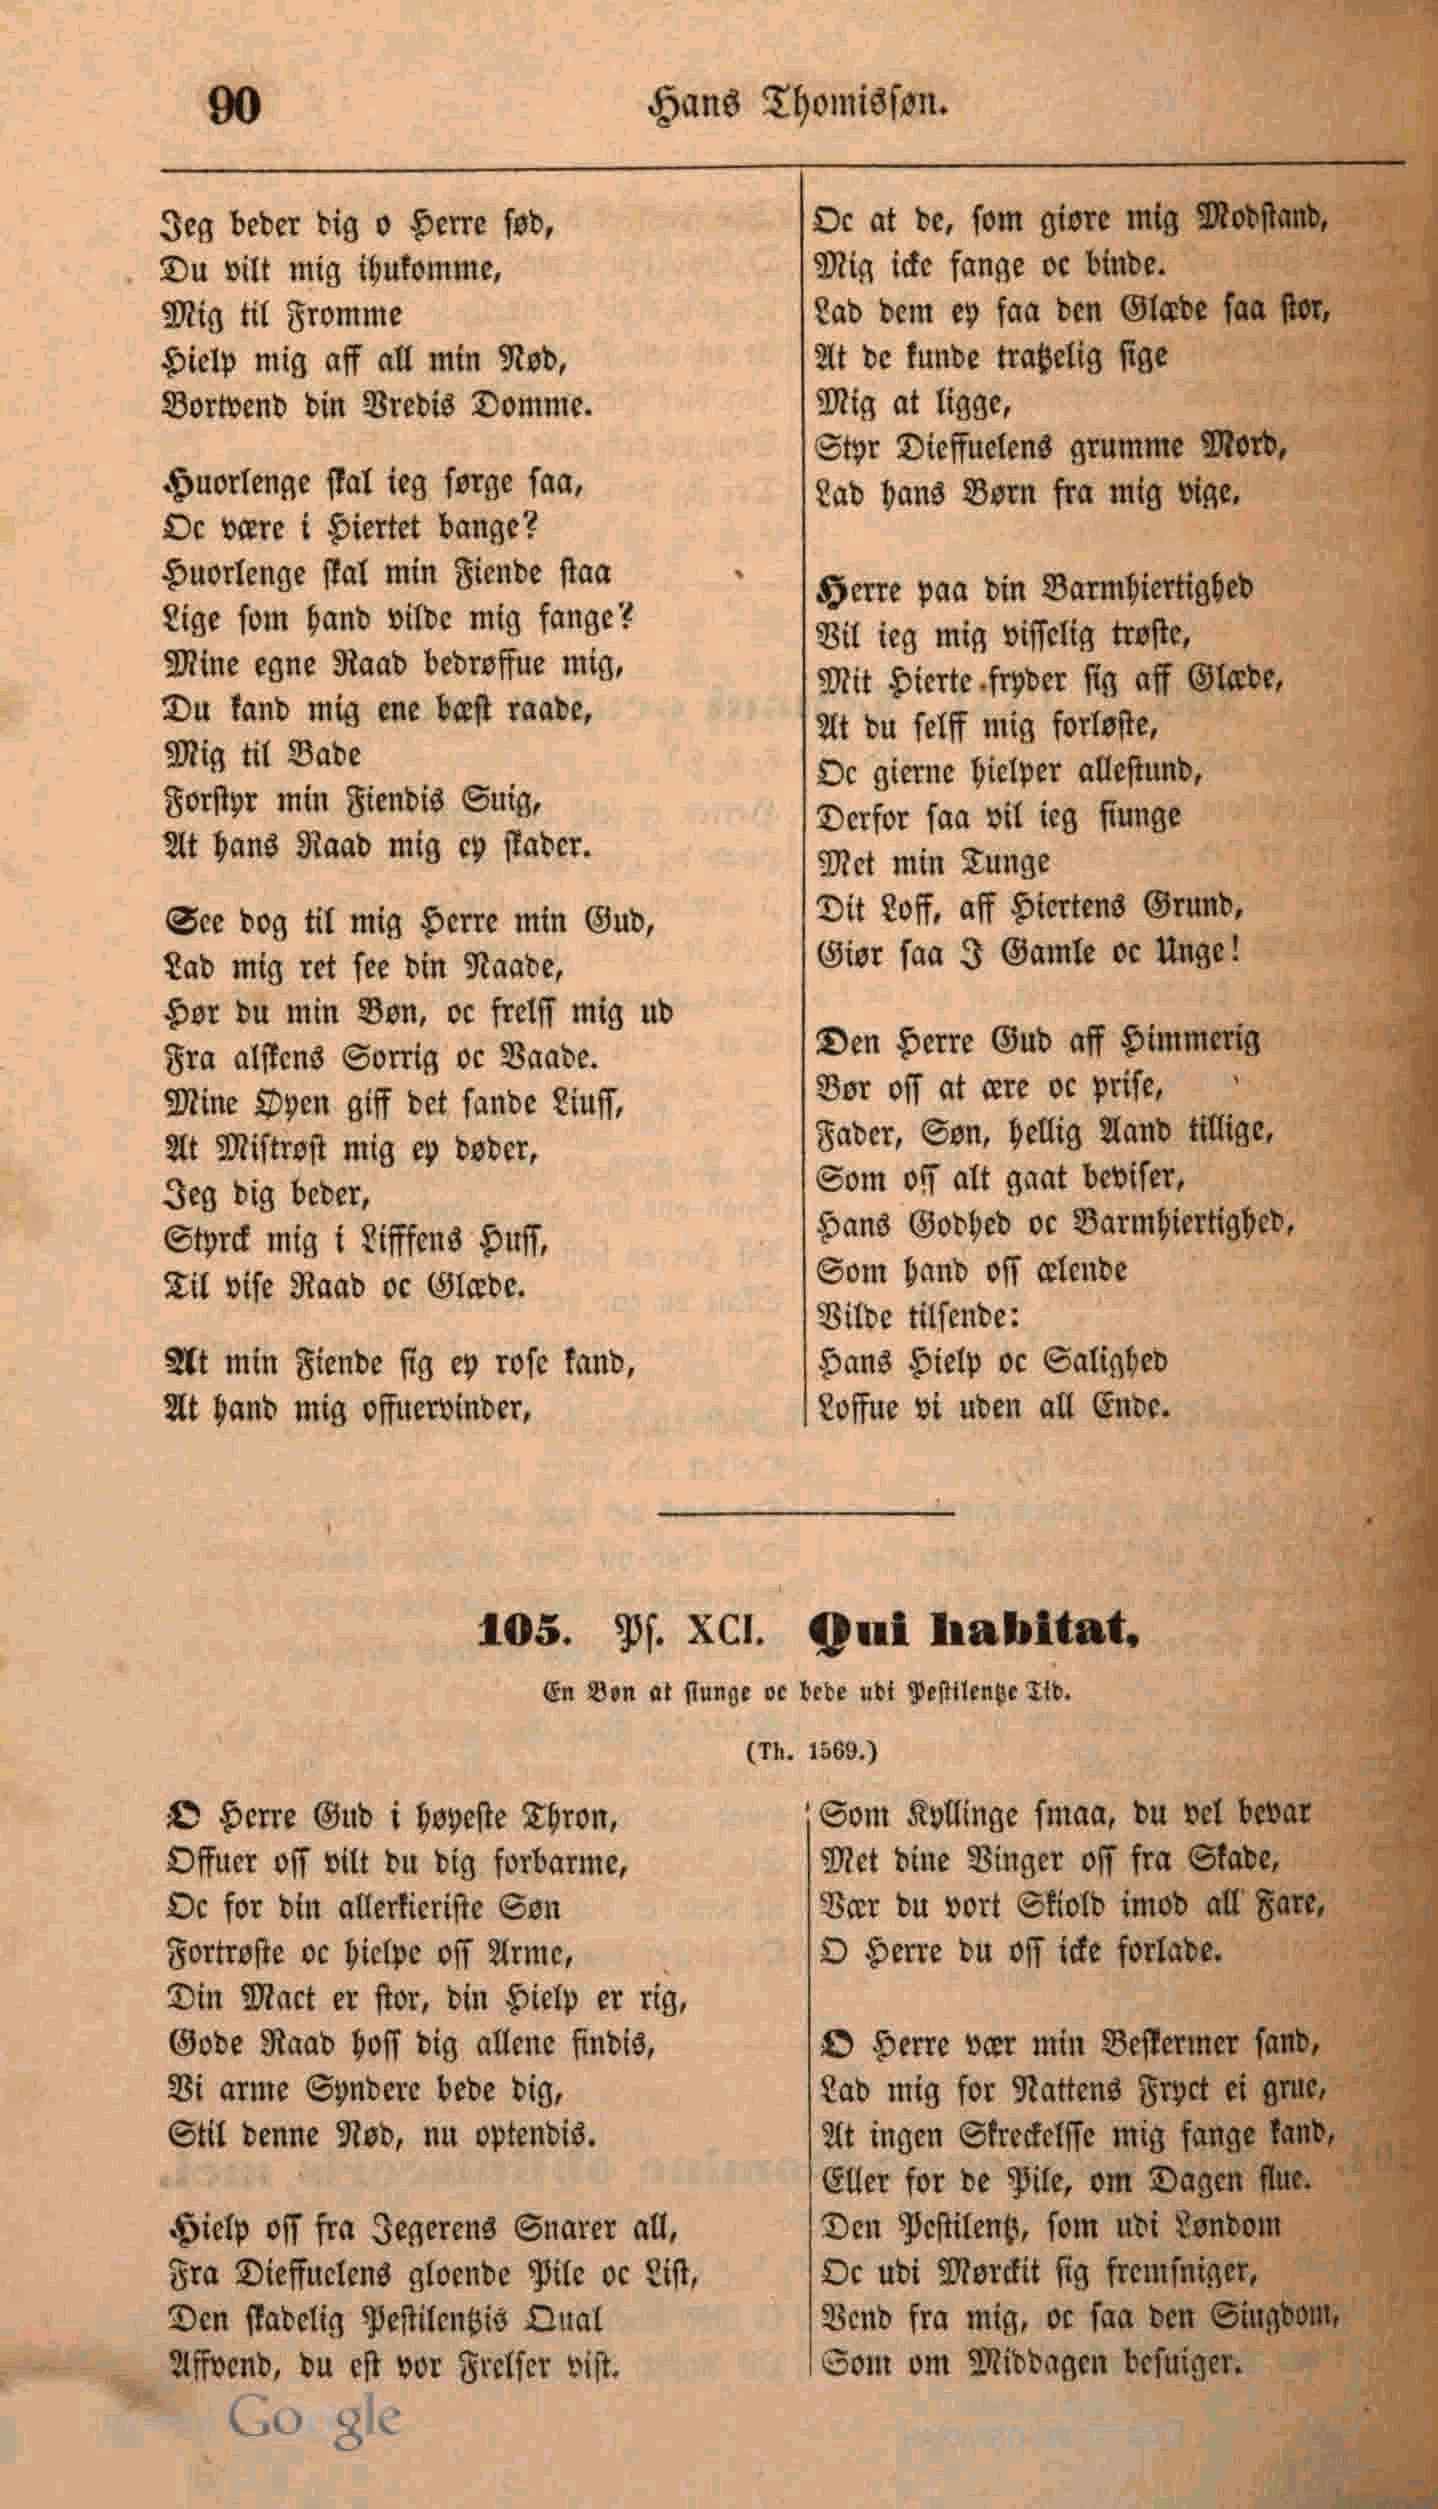 90
Hans Thomissøn.
Jeg beder dig o Herre sød,
Du vilt mig ihukomme,
Mig til Fromme
Hielp mig aff all min Nød,
Bortvend din Vredis Domme.
Huorlenge skal ieg sørge saa,
Oc være i Hiertet bange?
Huorlenge skal min Fiende staa
Lige som hand vilde mig fange?
Mine egne Raad bedrøffue mig,
Du kand mig ene bæst raade,
Mig til Bade
Forstyr min Fiendis Suig,
At hans Raad mig ey skader.
See dog til mig Herre min Gud,
Lad mig ret see din Naade,
Hør du min Bøn, oc frelss mig ud
Fra alskens Sorrig oc Vaade.
Mine Øyen giff det sande Liuss,
At Mistrøst mig ey døder,
Jeg dig beder,
Styrck mig i Lifffens Huss,
Til vise Raad oc Glæde.
At min Fiende sig ey rose kand,
At hand mig offuervinder,
Oc at de, som giøre mig Modstand,
Mig icke fange oc binde.
Lad dem ey faa den Glæde saa stor,
At de kunde tratzelig sige
Mig at ligge,
Styr Dieffuelens grumme Mord,
Lad hans Børn fra mig vige.
Herre paa din Barmhiertighed
Vil ieg mig visselig trøste,
Mit Hierte fryder sig aff Glæde,
At du selff mig forløste,
Oc gierne hielper allestund,
Derfor saa vil ieg siunge
Met min Tunge
Dit Loff, aff Hiertens Grund,
Giør saa I Gamle oc Unge!
Den Herre Gud aff Himmerig
Bør oss at ære oc prise,
Fader, Søn, hellig Aand tillige,
Som oss alt gaat beviser,
Hans Godhed oc Barmhiertighed,
Som hand oss ælende
Vilde tilsende:
Hans Hielp oc Salighed
Loffue vi uden all Ende.
105. Ps. XCI. Qui habitat.
En Bøn at siunge oc bede udi Pestilentze Tid.
(Th. 1569.)
O Herre Gud i høyeste Thron,
Offuer oss vilt du dig forbarme,
Oc for din allerkieriste Søn
Fortrøste oc hielpe oss Arme,
Din Mact er stor, din Hielp er rig,
Gode Raad hoss dig allene findis,
Vi arme Syndere bede dig,
Stil denne Nød, nu optendis.
Hielp oss fra Jegerens Snarer all,
Fra Dieffuelens gloende Pile oc List,
Den skadelig Pestilentzis Qual
Affvend, du est vor Frelser vist.
Som Kyllinge smaa, du vel bevar
Met dine Vinger oss fra Skade,
Vær du vort Skiold imod all Fare,
O Herre du oss icke forlade.
O Herre vær min Beskermer sand,
Lad mig for Nattens Fryct ei grue,
At ingen Skreckelsse mig fange kand,
Eller for de Pile, om Dagen flue.
Den Pestilentz, som udi Løndom
Oc udi Mørckit sig fremsniger,
Vend fra mig, oc saa den Siugdom,
Som om Middagen besuiger.
Google